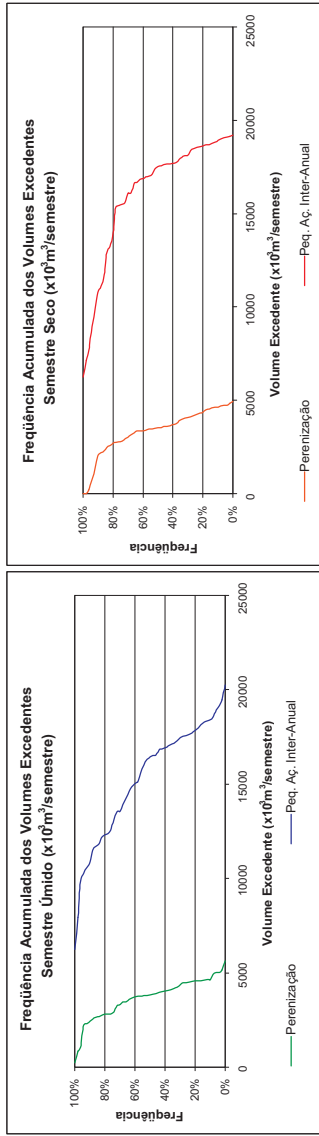 Freqüência Acumulada dos Volumes Excedentes
Semestre Úmido (x10³m³/semestre)
100%
80%
60%
40%
20%
0%
Freqüência
0
5000
10000
15000
20000
25000
Volume Excedente (x10³m³/semestre)
Perenização
Peq. Aç. Inter-Anual
Freqüência Acumulada dos Volumes Excedentes
Semestre Seco (x10³m³/semestre)
100%
80%
60%
40%
20%
0%
Freqüência
0
5000
10000
15000
20000
25000
Volume Excedente (x10³m³/semestre)
Perenização
Peq. Aç. Inter-Anual